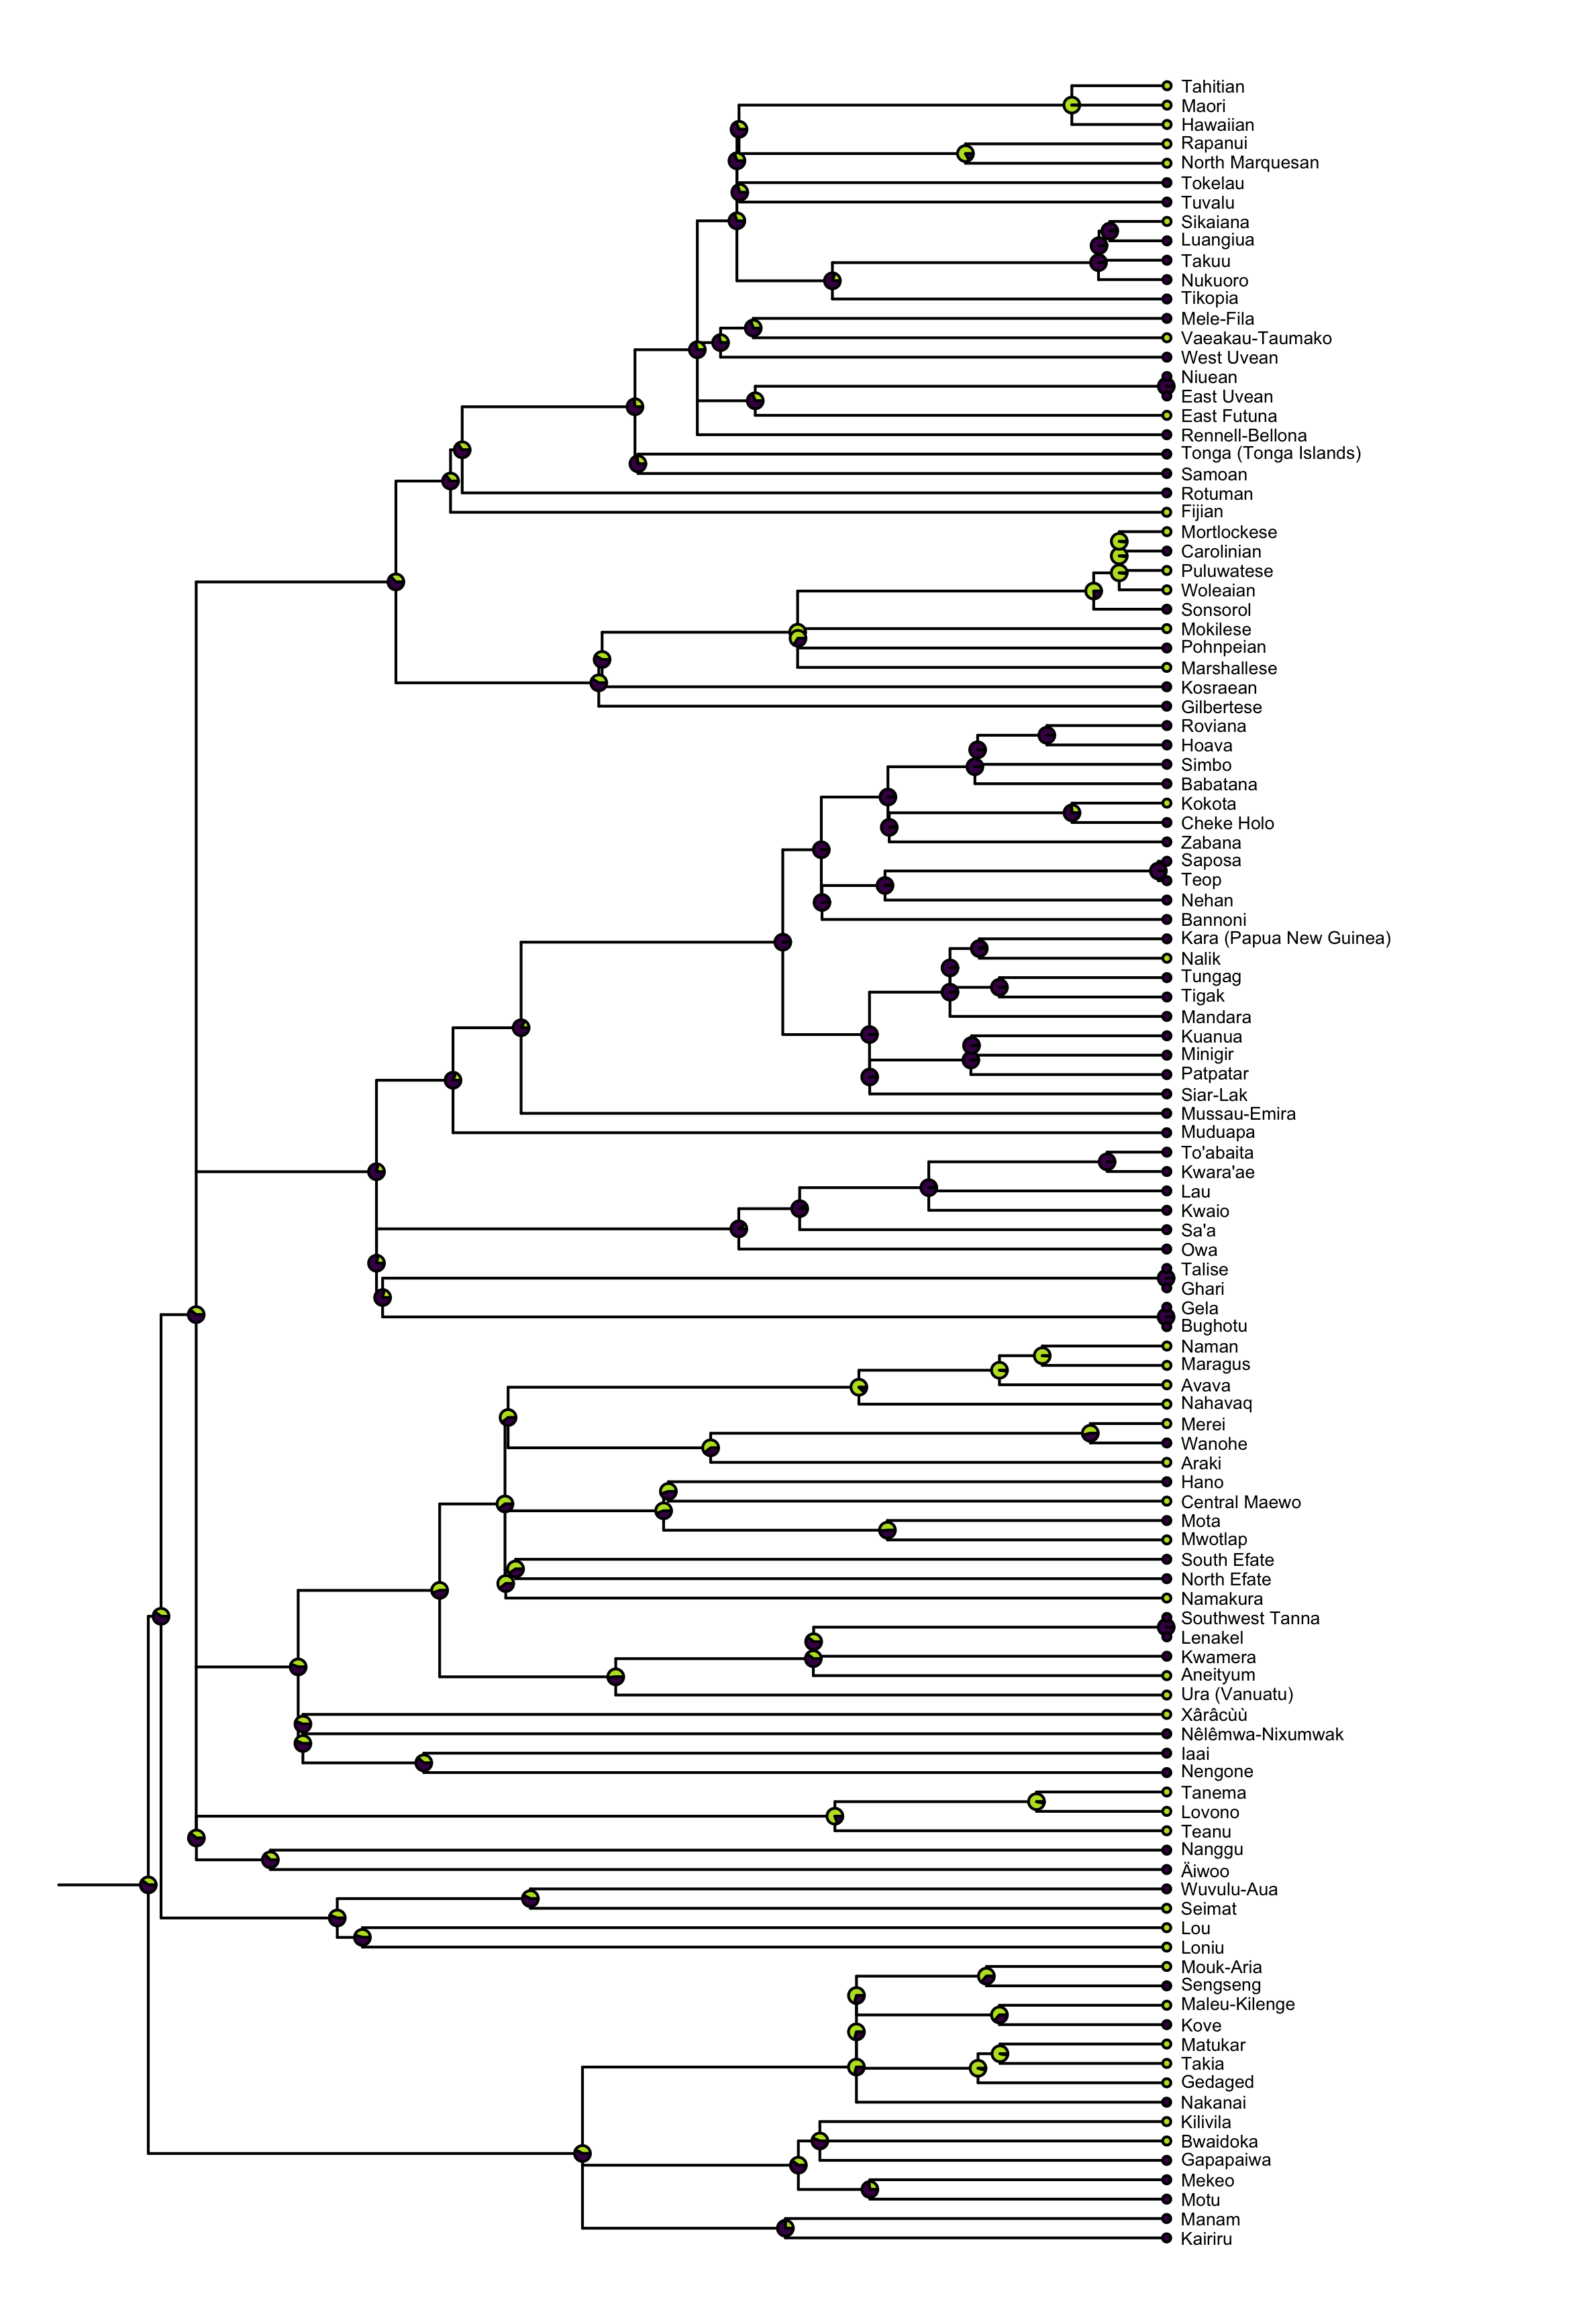 Tahitian
Maori
Hawaiian
Rapanui
North Marquesan
Tokelau
Tuvalu
Sikaiana
Luangiua
Takuu
Nukuoro
Tikopia
Mele-Fila
Vaeakau-Taumako
West Uvean
Niuean
East Uvean
East Futuna
Rennell-Bellona
Tonga (Tonga Islands)
Samoan
Rotuman
Fijian
Mortlockese
Carolinian
Puluwatese
Woleaian
Sonsorol
Mokilese
Pohnpeian
Marshallese
Kosraean
Gilbertese
Roviana
Hoava
Simbo
Babatana
Kokota
Cheke Holo
Zabana
Saposa
Teop
Nehan
Bannoni
Kara (Papua New Guinea)
Nalik
Tungag
Tigak
Mandara
Kuanua
Minigir
Patpatar
Siar-Lak
Mussau-Emira
Muduapa
To'abaita
Kwara'ae
Lau
Kwaio
Sa'a
Owa
Talise
Ghari
Gela
Bughotu
Naman
Maragus
Avava
Nahavaq
Merei
Wanohe
Araki
Hano
Central Maewo
Mota
Mwotlap
South Efate
North Efate
Namakura
Southwest Tanna
Lenakel
Kwamera
Aneityum
Ura (Vanuatu)
Xârâcùù
Nêlêmwa-Nixumwak
Iaai
Nengone
Tanema
Lovono
Teanu
Nanggu
Äiwoo
Wuvulu-Aua
Seimat
Lou
Loniu
Mouk-Aria
Sengseng
Maleu-Kilenge
Kove
Matukar
Takia
Gedaged
Nakanai
Kilivila
Bwaidoka
Gapapaiwa
Mekeo
Motu
Manam
Kairiru